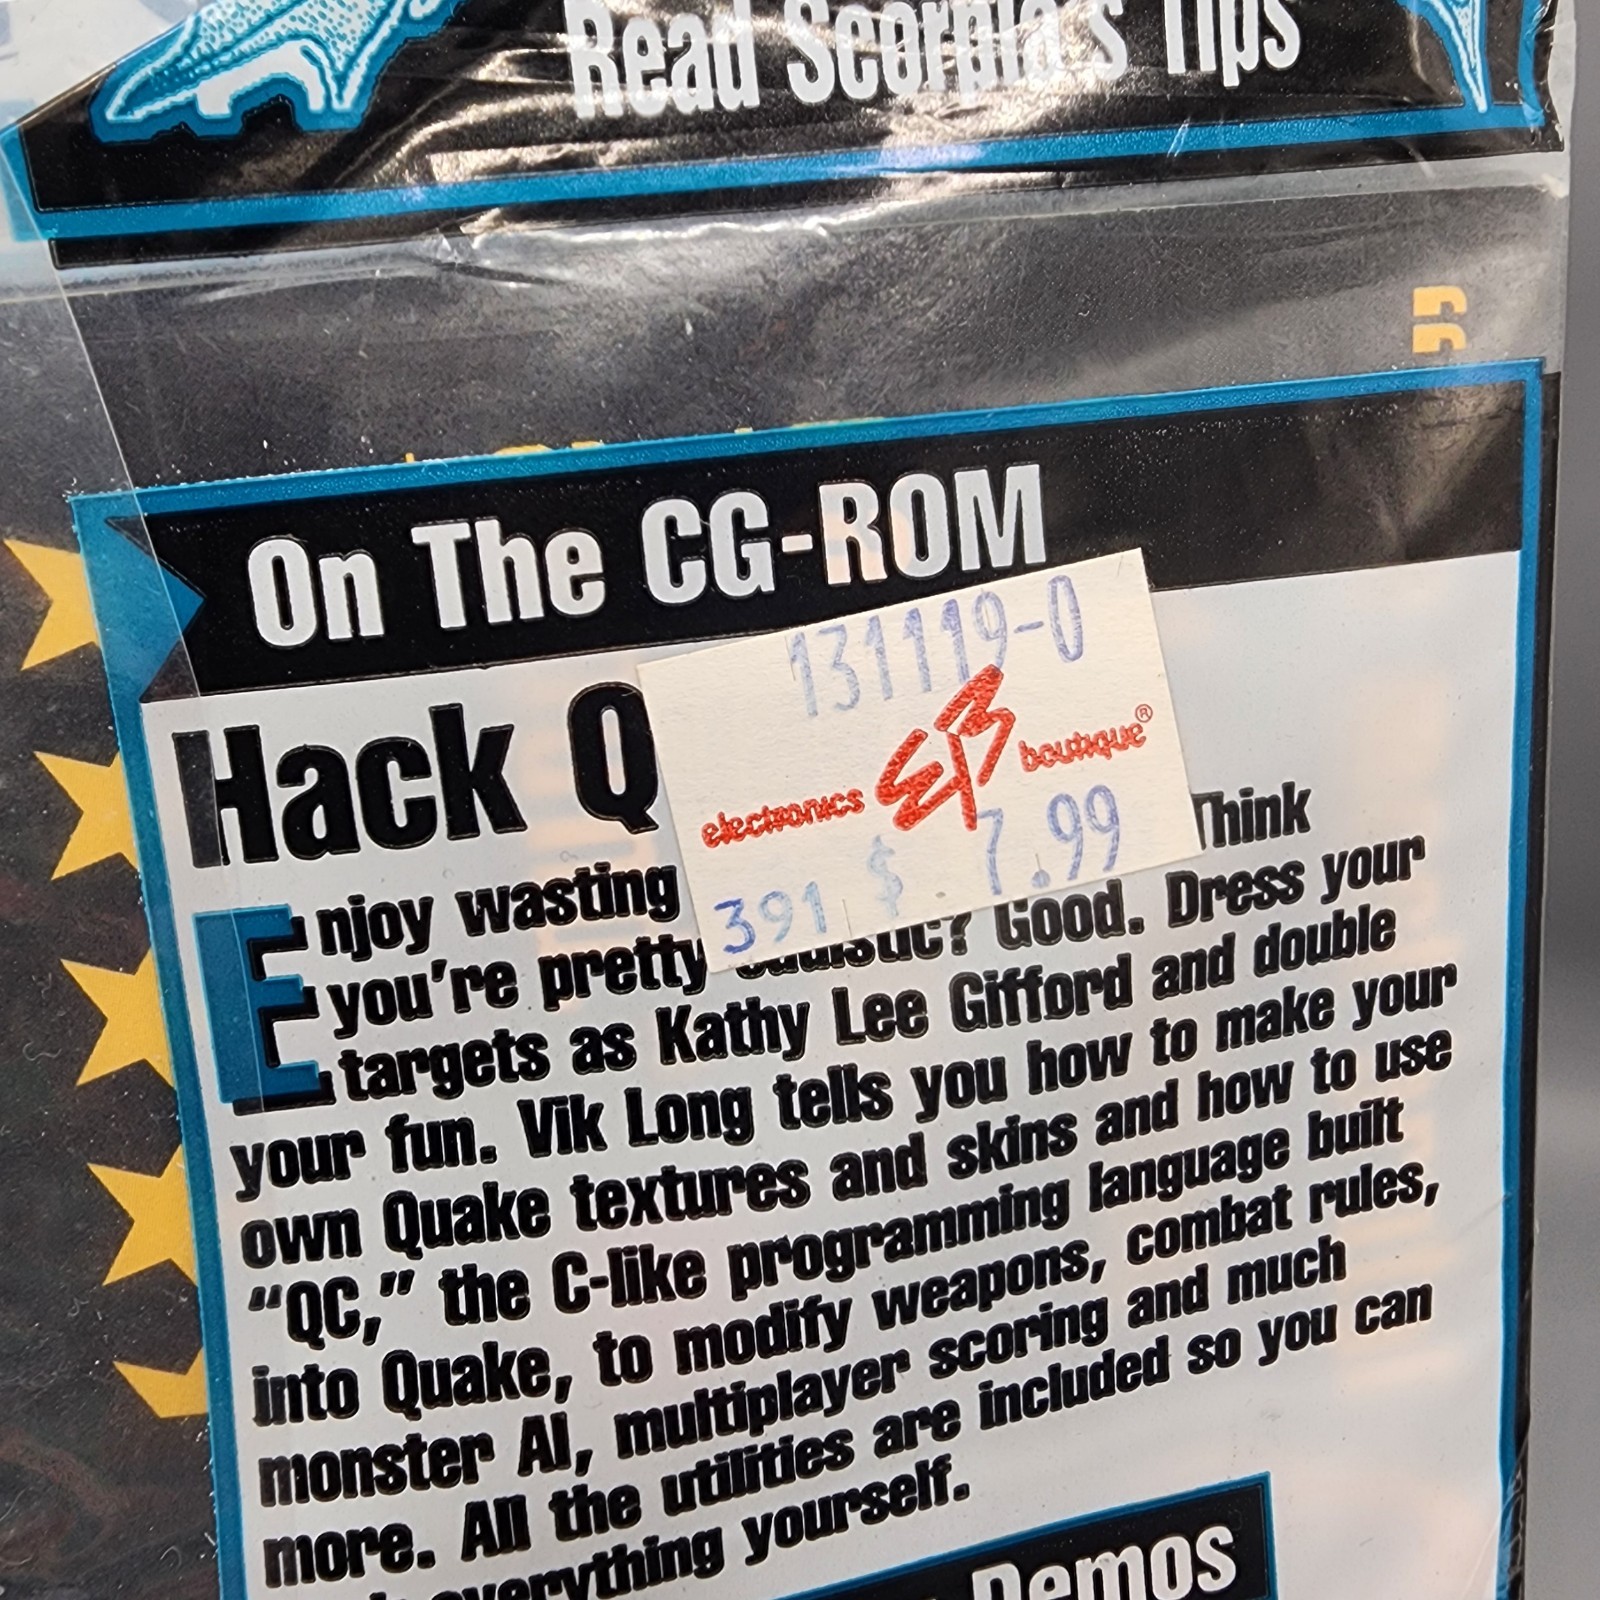 Read Scorpia's Tips
”
On The CG-ROM
131119-0
electronics EB boutique®
$ 7.99
391
Hack Q
Enjoy wasting Think
you're pretty Good. Dress your
targets as Kathy Lee Gifford and double
your fun. Vik Long tells you how to make your
own Quake textures and skins and how to use
“QC,” the C-like programming language built
into Quake, to modify weapons, combat rules,
monster AI, multiplayer scoring and much
more. All the utilities are included so you can
everything yourself.
Demos